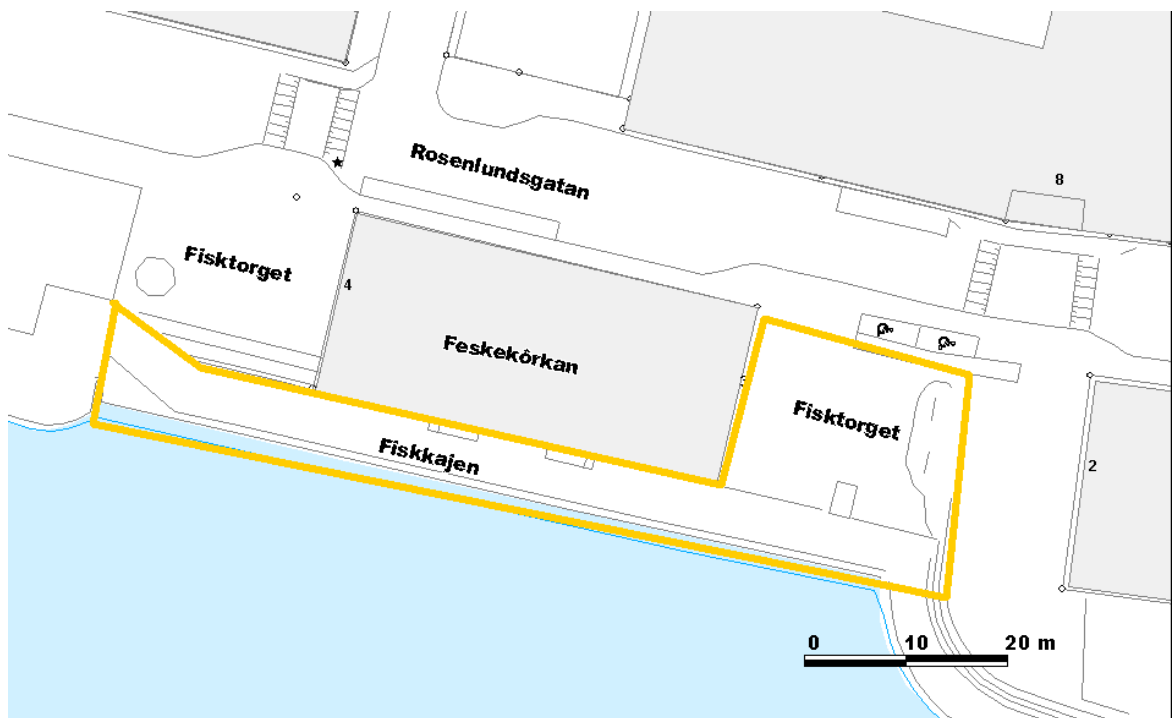 Rosenlundsgatan
8
Fisktorget
4
Feskekôrkan
Fisktorget
2
Fiskkajen
0 10 20 m